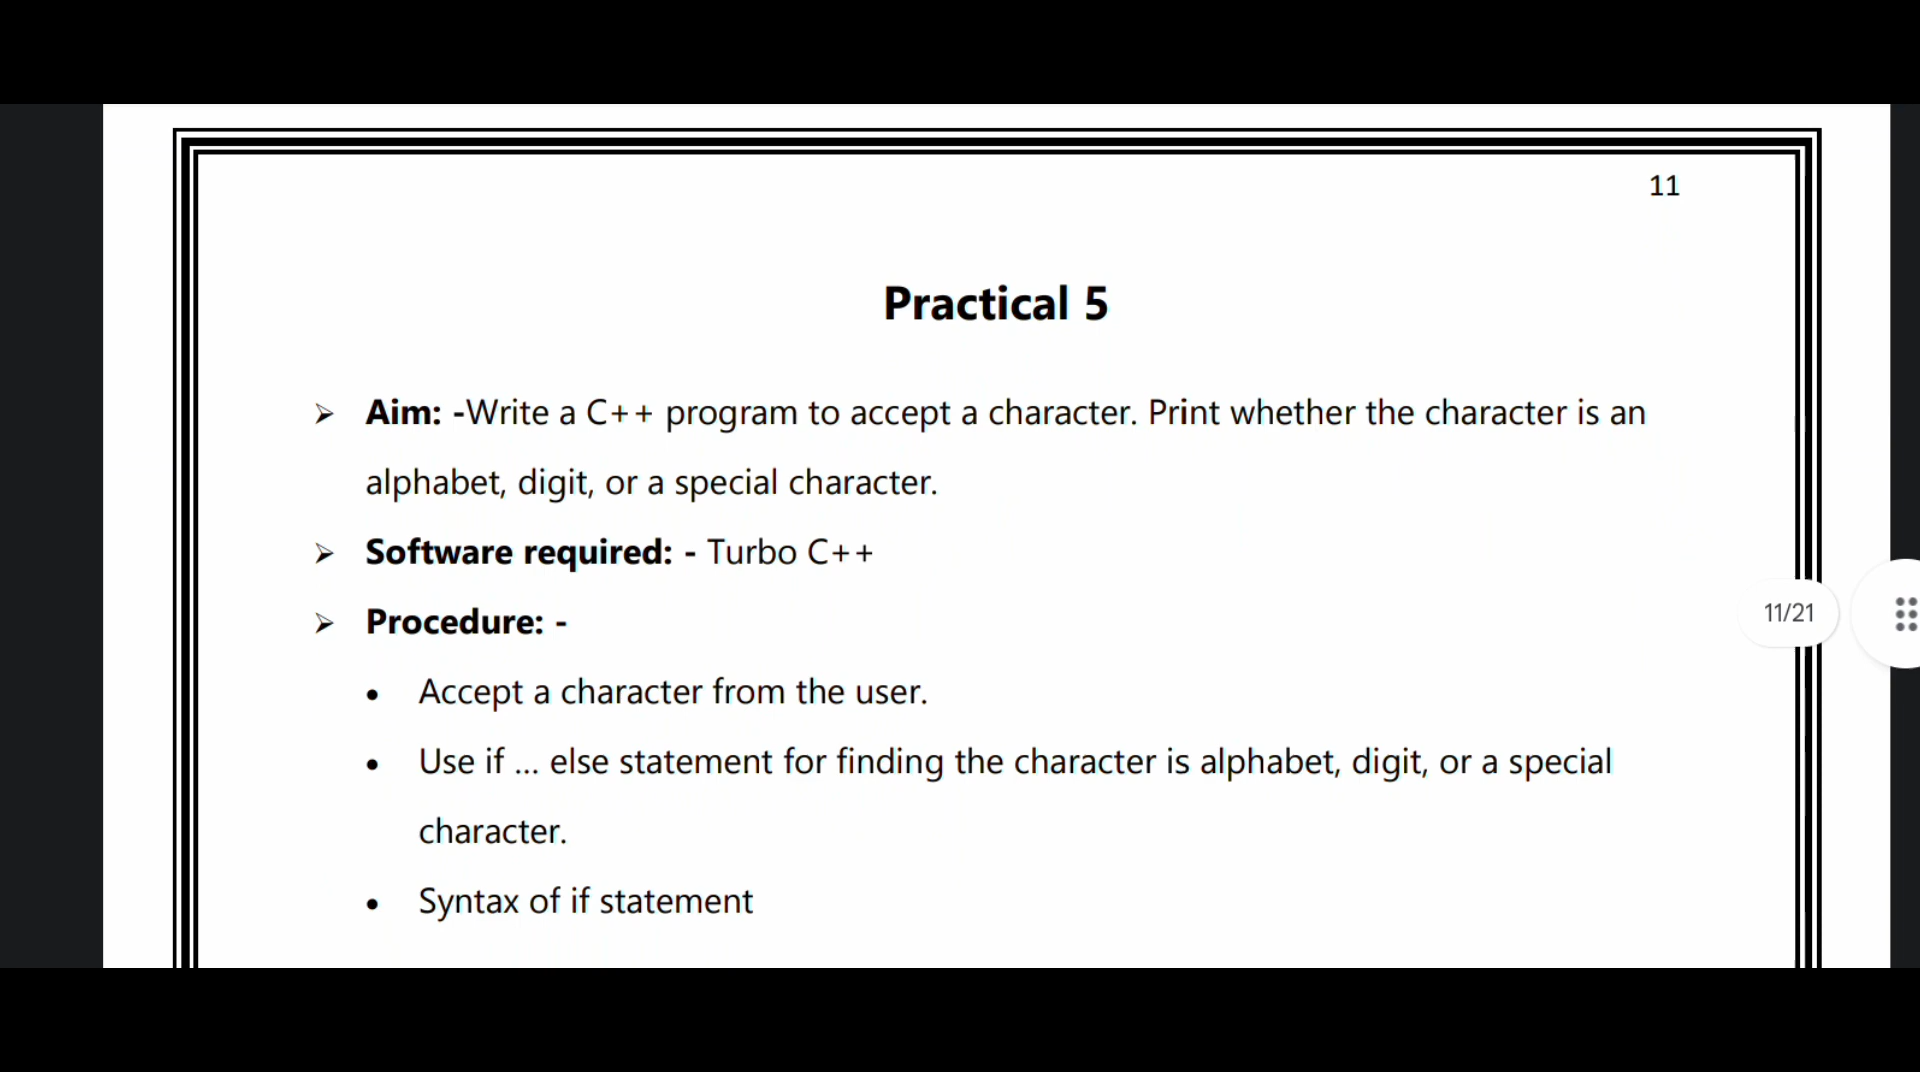 11
Practical 5
➢ Aim: -Write a C++ program to accept a character. Print whether the character is an
alphabet, digit, or a special character.
➢ Software required: - Turbo C++
➢ Procedure: -
• Accept a character from the user.
• Use if ... else statement for finding the character is alphabet, digit, or a special
character.
• Syntax of if statement
11/21